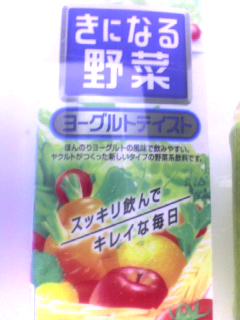 きになる
野菜
ヨーグルトテイスト
ほんのりヨーグルトの風味で飲みやすい。
ヤクルトがつくった新しいタイプの野菜系飲料です。
スッキリ飲んで
キレイな毎日